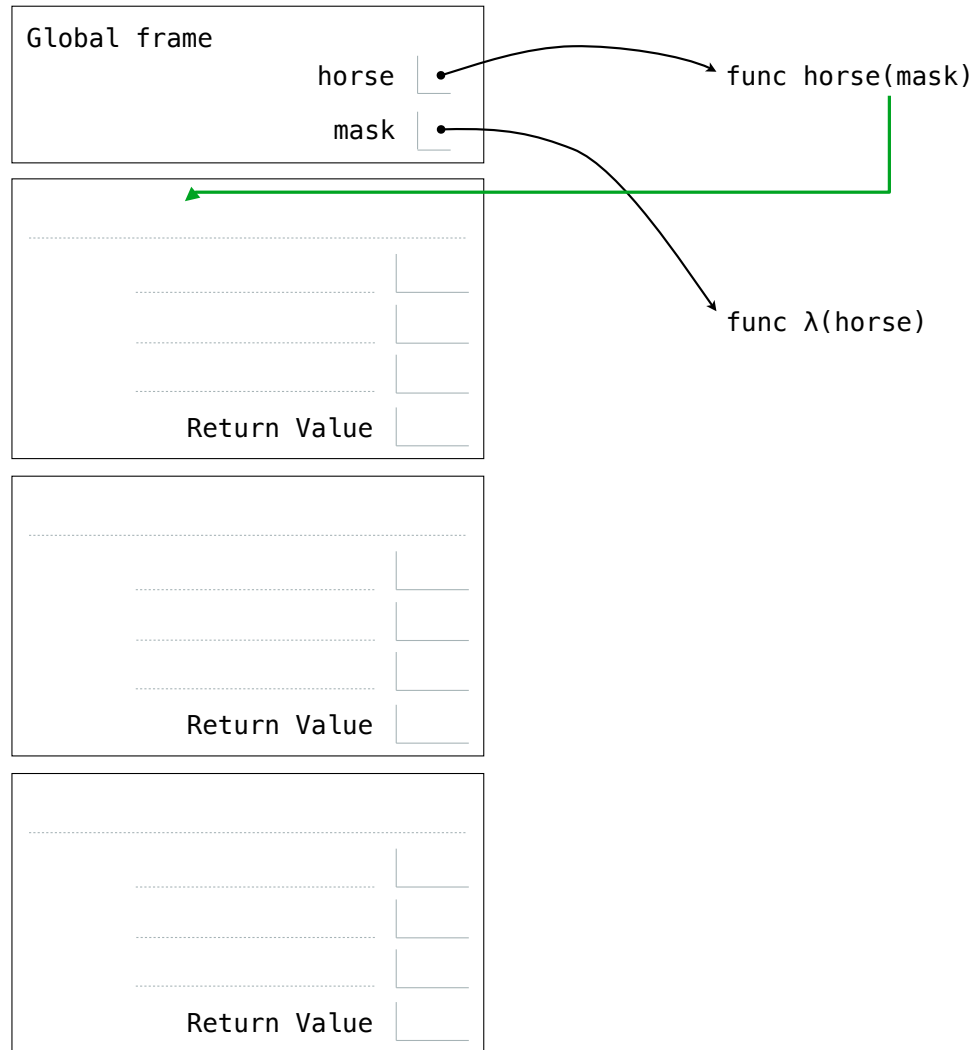 Global frame
horse
func horse(mask)
mask
func λ(horse)
Return Value
Return Value
Return Value